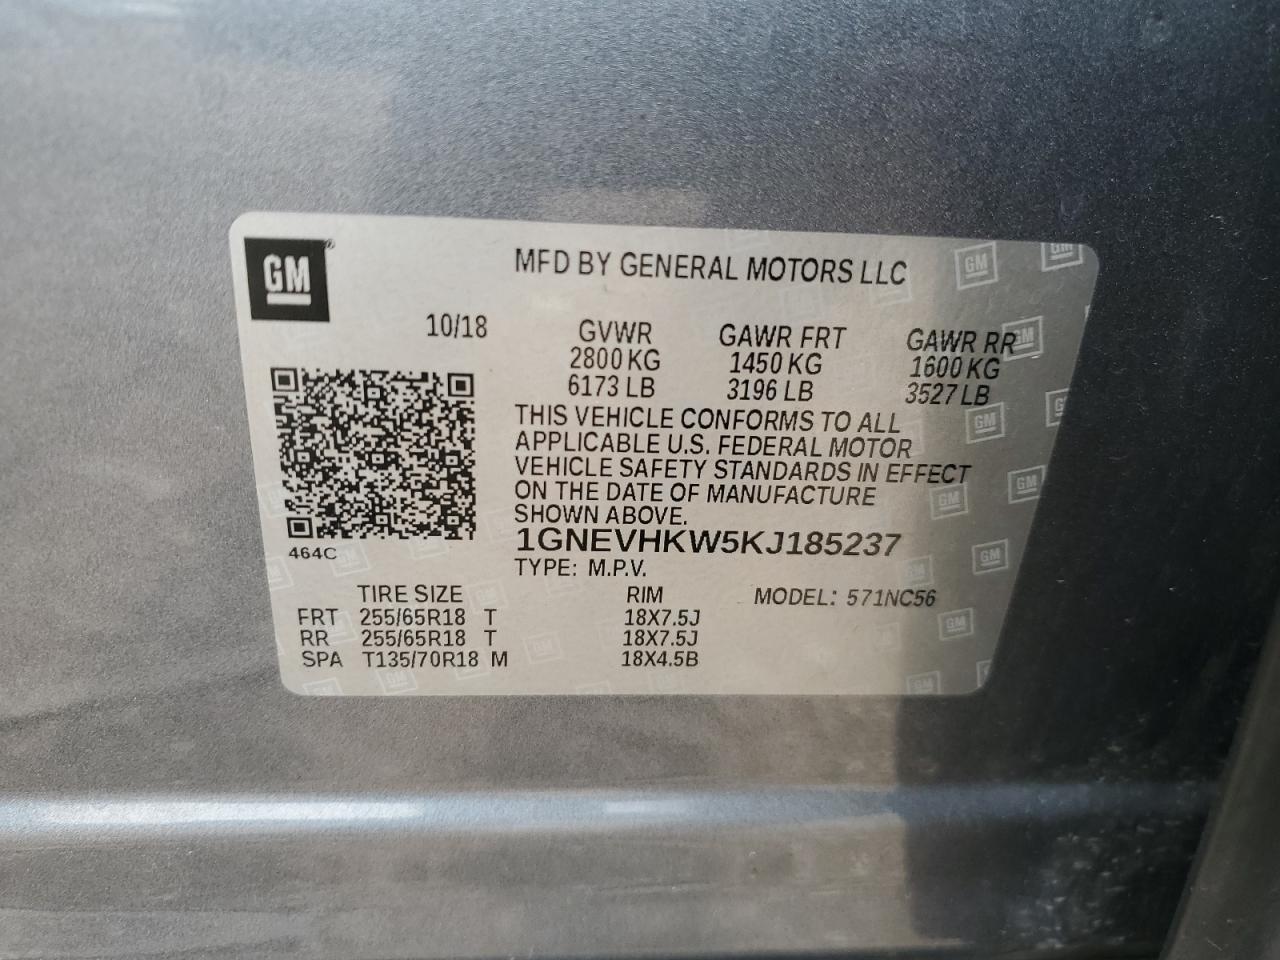 GM®
MFD BY GENERAL MOTORS LLC
10/18
GVWR GAWR FRT GAWR RR
2800 KG 1450 KG 1600 KG
6173 LB 3196 LB 3527 LB
THIS VEHICLE CONFORMS TO ALL
APPLICABLE U.S. FEDERAL MOTOR
VEHICLE SAFETY STANDARDS IN EFFECT
ON THE DATE OF MANUFACTURE
SHOWN ABOVE.
464C
1GNEVHKW5KJ185237
TYPE: M.P.V.
TIRE SIZE RIM MODEL: 571NC56
FRT 255/65R18 T 18X7.5J
RR 255/65R18 T 18X7.5J
SPA T135/70R18 M 18X4.5B